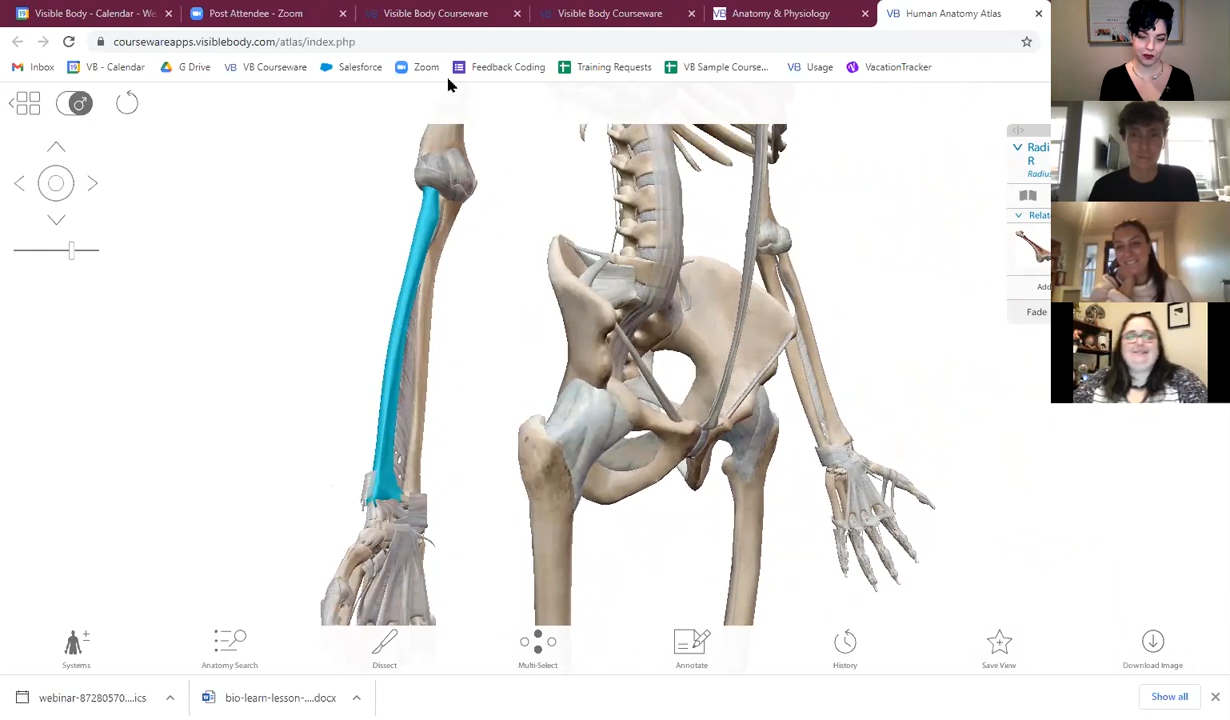 Visible Body - Calendar - We
Post Attendee - Zoom
Visible Body Courseware
Visible Body Courseware
Anatomy & Physiology
Human Anatomy Atlas
coursewareapps.visiblebody.com/atlas/index.php
Inbox
VB - Calendar
G Drive
VB Courseware
Salesforce
Zoom
Feedback Coding
Training Requests
VB Sample Course...
Usage
VacationTracker
Radi
R
Radius
Relat
Add
Fade
Systems
Anatomy Search
Dissect
Multi-Select
Annotate
History
Save View
Download Image
webinar-87280570....ics
bio-learn-lesson-....docx
Show all